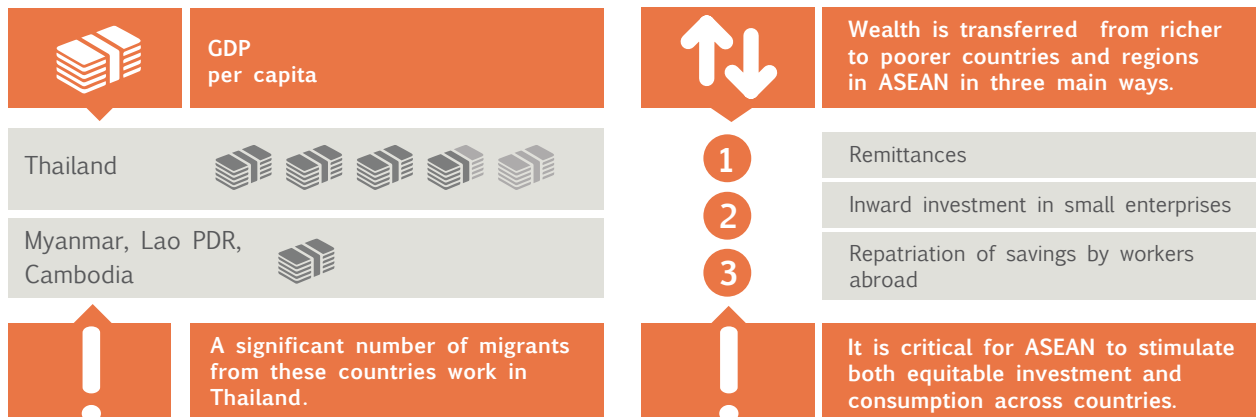 GDP
per capita
Thailand
Myanmar, Lao PDR,
Cambodia
A significant number of migrants
from these countries work in
Thailand.
Wealth is transferred from richer
to poorer countries and regions
in ASEAN in three main ways.
1
Remittances
2
Inward investment in small enterprises
3
Repatriation of savings by workers
abroad
It is critical for ASEAN to stimulate
both equitable investment and
consumption across countries.